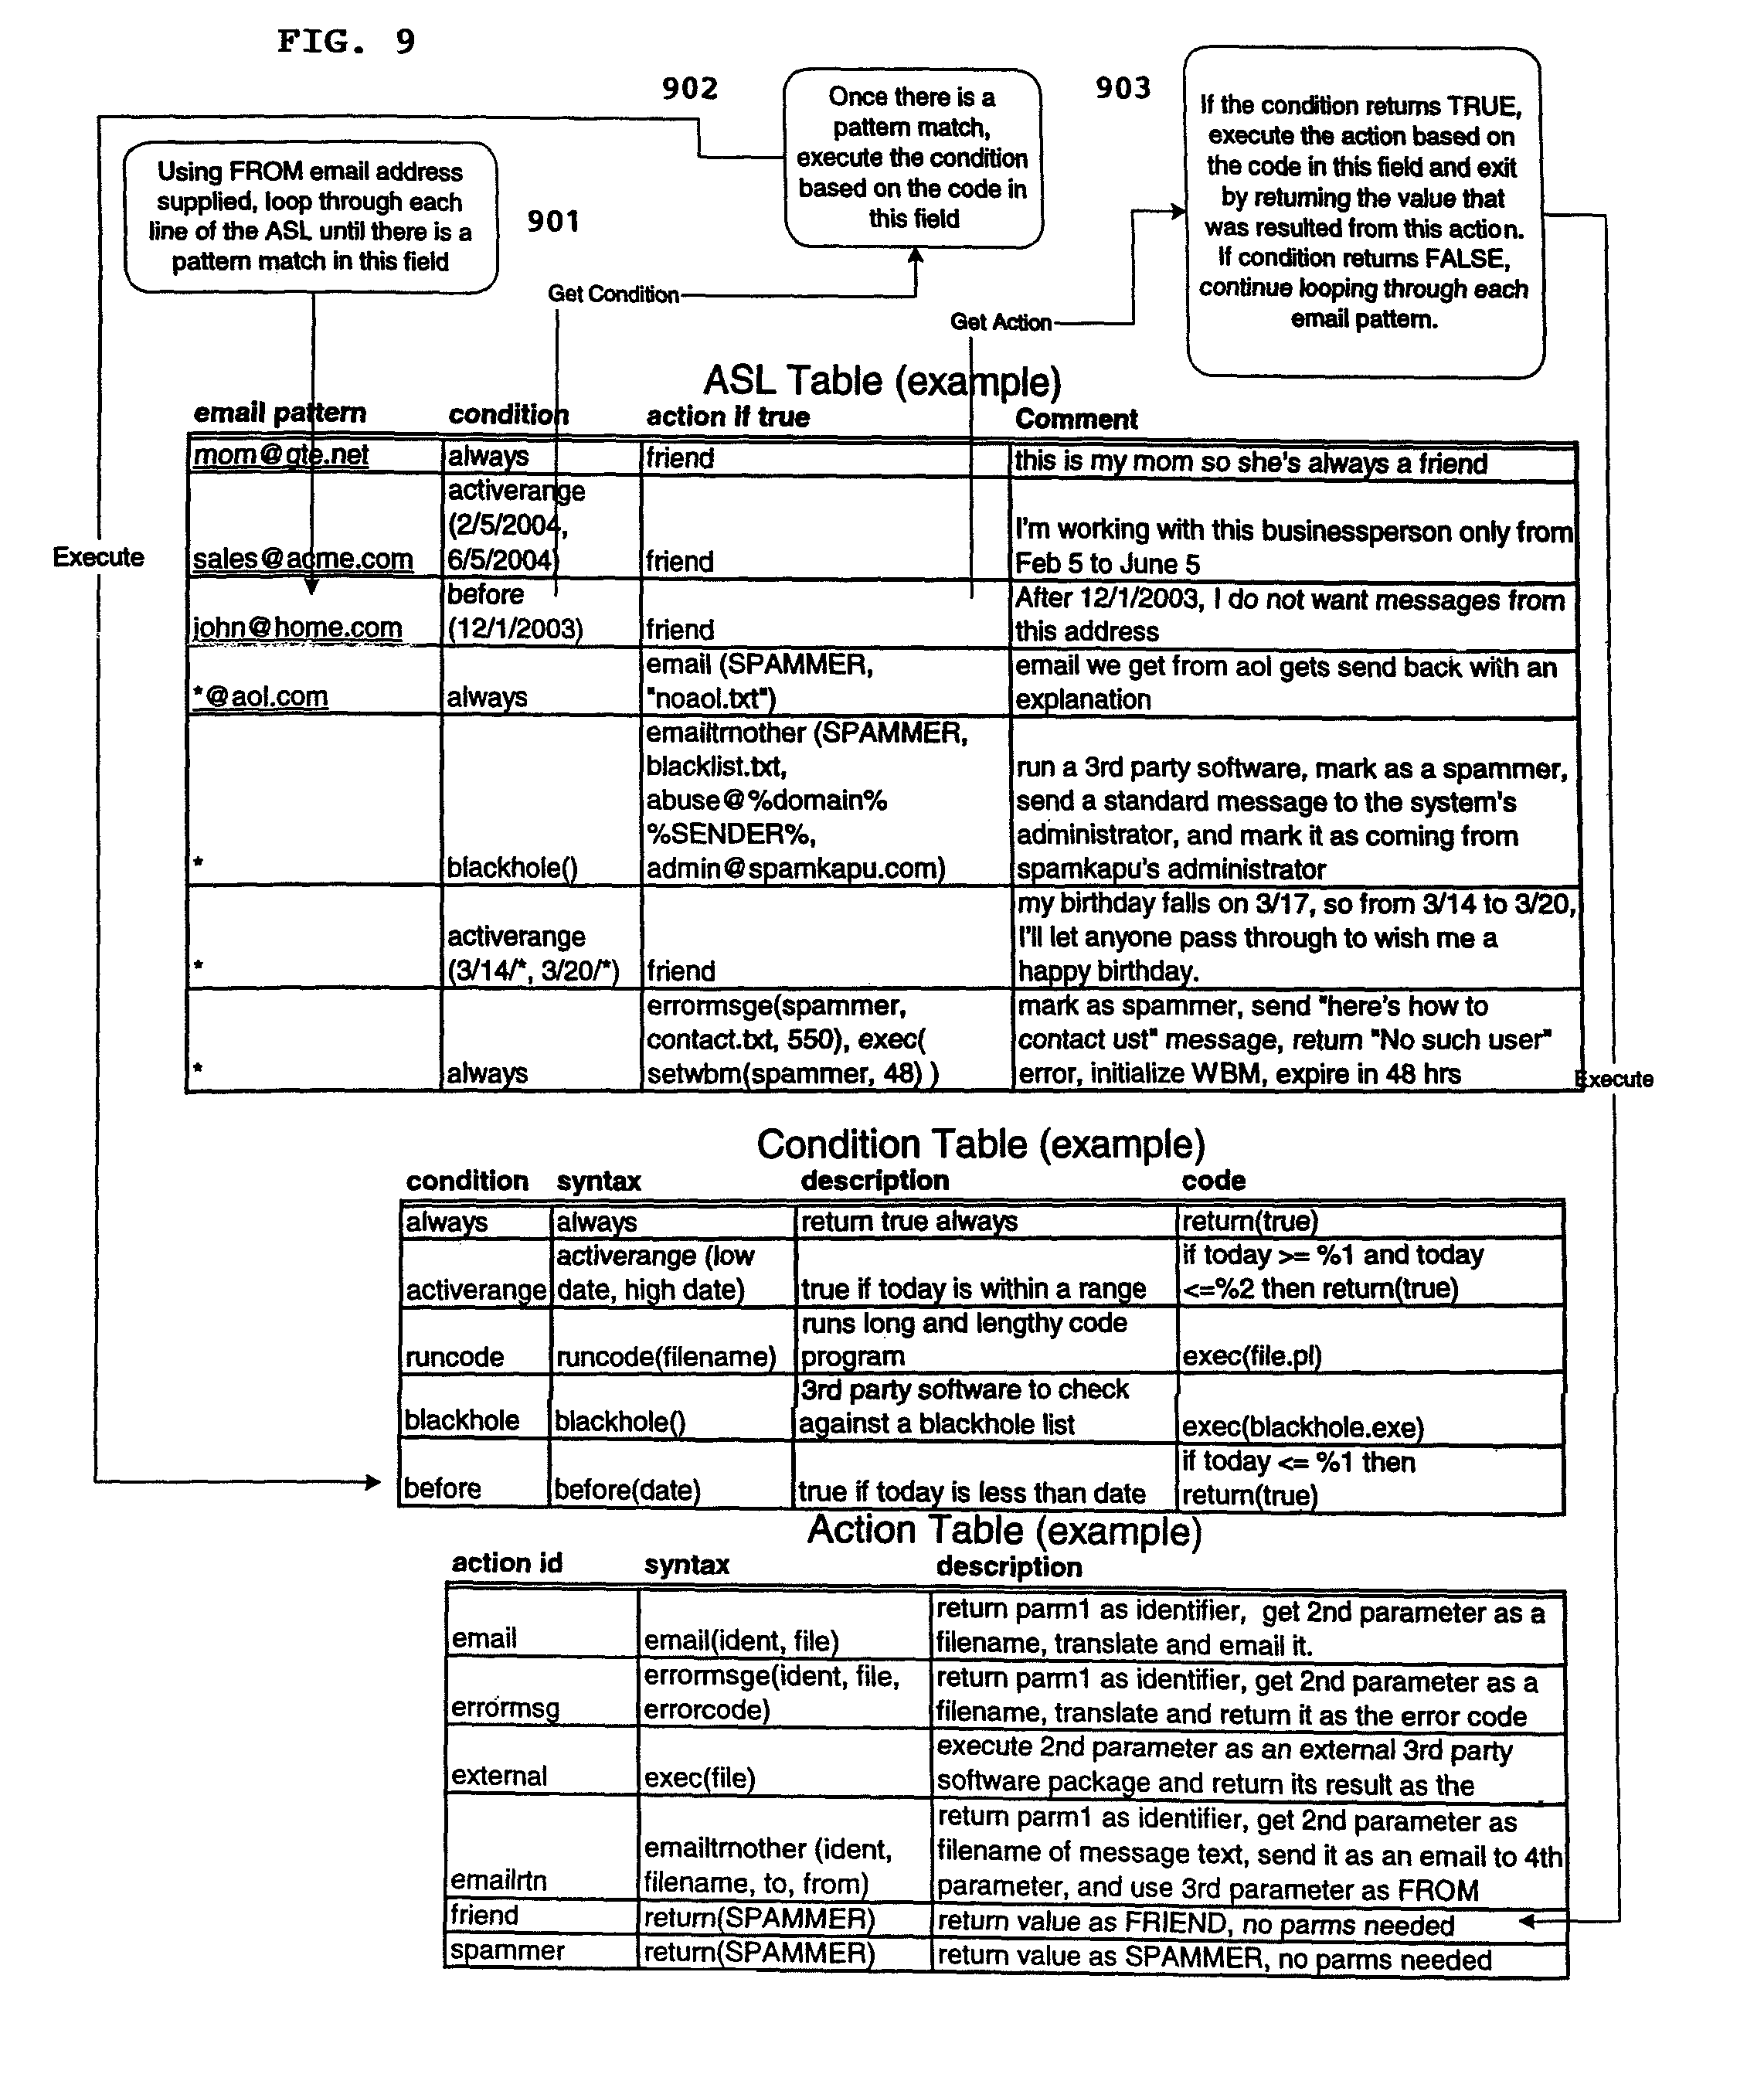 FIG. 9
902
903
Once there is a
pattern match,
execute the condition
based on the code in
this field
If the condition returns TRUE,
execute the action based on
the code in this field and exit
by returning the value that
was resulted from this action.
If condition returns FALSE,
continue looping through each
email pattern.
Using FROM email address
supplied, loop through each
line of the ASL until there is a
pattern match in this field
901
Get Condition
Get Action
ASL Table (example)
email pattern condition action if true Comment
mom@gte.net always friend this is my mom so she's always a friend
activerange
(2/5/2004,
6/5/2004)
sales@acme.com friend
I'm working with this businessperson only from
Feb 5 to June 5
Execute
before
(12/1/2003)
john@home.com friend
After 12/1/2003, I do not want messages from
this address
*@aol.com always
email (SPAMMER,
"noaol.txt")
email we get from aol gets send back with an
explanation
* blackhole()
emailtrnother (SPAMMER,
blacklist.txt,
abuse@%domain%
%SENDER%,
admin@spamkapu.com)
run a 3rd party software, mark as a spammer,
send a standard message to the system's
administrator, and mark it as coming from
spamkapu's administrator
*
activerange
(3/14/*, 3/20/*) friend
my birthday falls on 3/17, so from 3/14 to 3/20,
I'll let anyone pass through to wish me a
happy birthday.
* always
errormsge(spammer,
contact.txt, 550), exec(
setwbm(spammer, 48) )
mark as spammer, send "here's how to
contact ust" message, return "No such user"
error, initialize WBM, expire in 48 hrs
Execute
Condition Table (example)
condition syntax description code
always always return true always return(true)
activerange
activerange (low
date, high date)
true if today is within a range
if today >= %1 and today
<=%2 then return(true)
runcode runcode(filename)
runs long and lengthy code
program
exec(file.pl)
blackhole blackhole()
3rd party software to check
against a blackhole list
exec(blackhole.exe)
before before(date) true if today is less than date
if today <= %1 then
return(true)
Action Table (example)
action id syntax description
email email(ident, file)
return parm1 as identifier, get 2nd parameter as a
filename, translate and email it.
errormsg
errormsge(ident, file,
errorcode)
return parm1 as identifier, get 2nd parameter as a
filename, translate and return it as the error code
external exec(file)
execute 2nd parameter as an external 3rd party
software package and return its result as the
emailrtn
emailtrnother (ident,
filename, to, from)
return parm1 as identifier, get 2nd parameter as
filename of message text, send it as an email to 4th
parameter, and use 3rd parameter as FROM
friend return(SPAMMER) return value as FRIEND, no parms needed
spammer return(SPAMMER) return value as SPAMMER, no parms needed